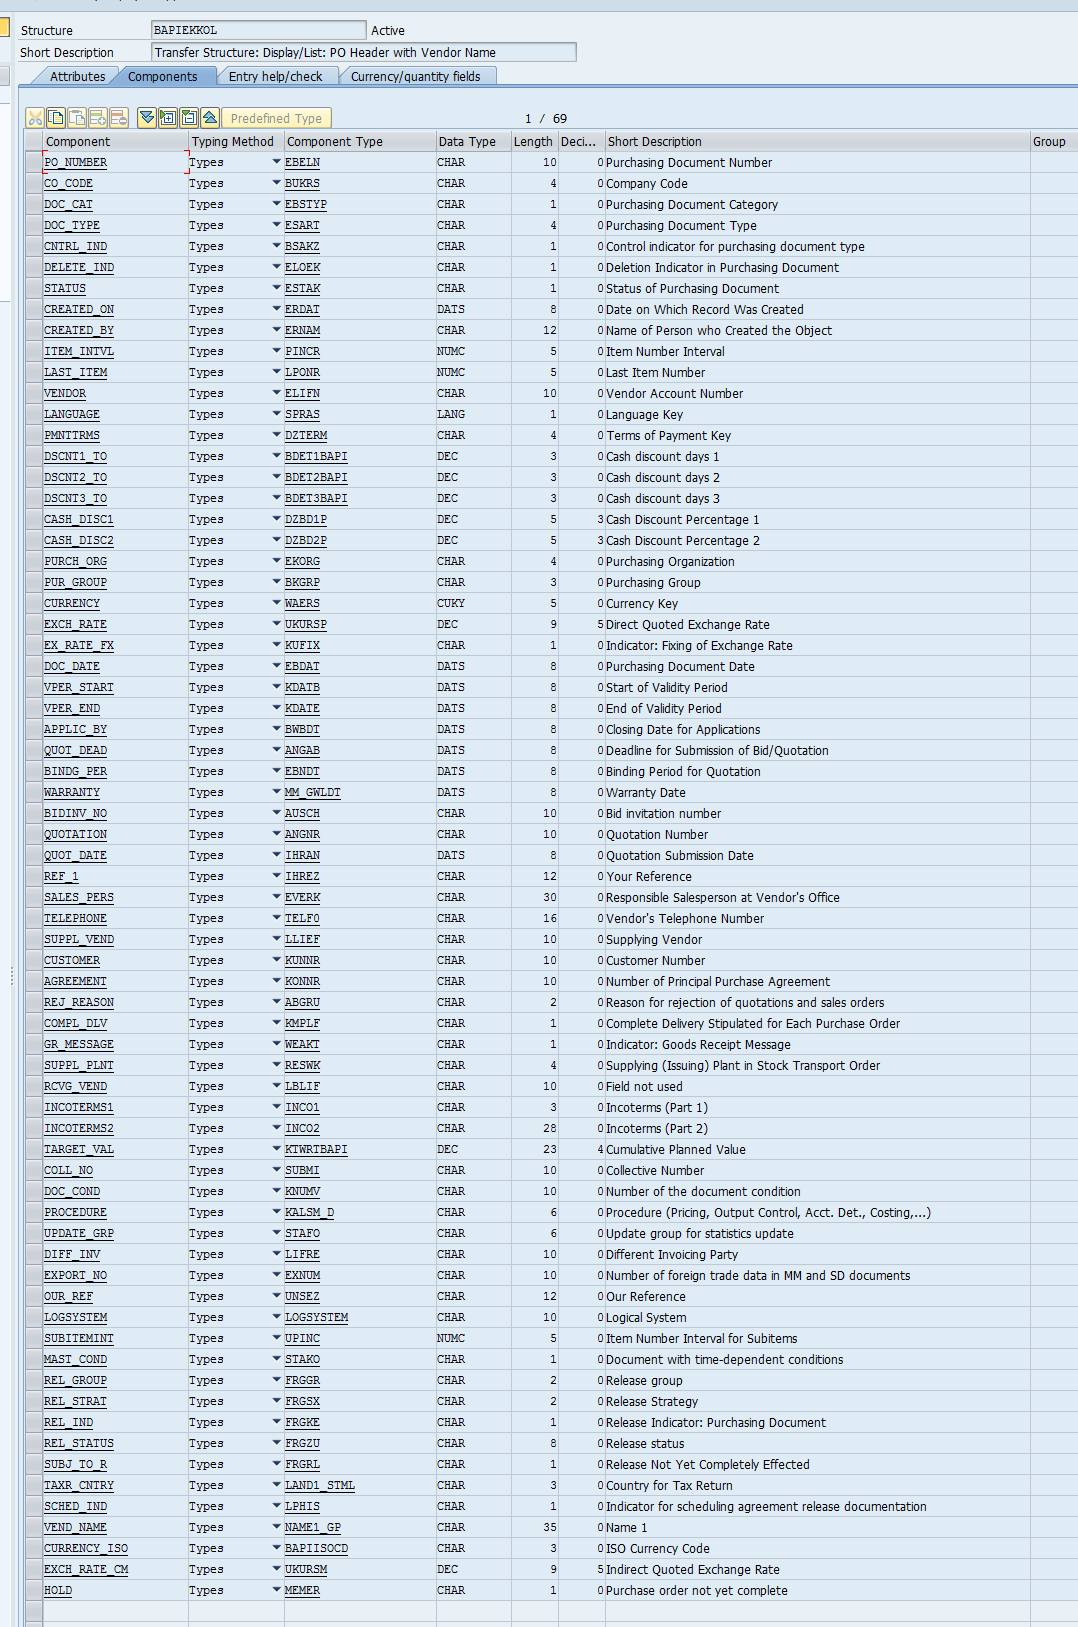 Structure BAPIEKKOL Active
Short Description Transfer Structure: Display/List: PO Header with Vendor Name
Attributes Components Entry help/check Currency/quantity fields
Predefined Type 1 / 69
Component Typing Method Component Type Data Type Length Deci... Short Description Group
PO_NUMBER Types EBELN CHAR 10 0 Purchasing Document Number
CO_CODE Types BUKRS CHAR 4 0 Company Code
DOC_CAT Types EBSTYP CHAR 1 0 Purchasing Document Category
DOC_TYPE Types ESART CHAR 4 0 Purchasing Document Type
CNTRL_IND Types BSAKZ CHAR 1 0 Control indicator for purchasing document type
DELETE_IND Types ELOEK CHAR 1 0 Deletion Indicator in Purchasing Document
STATUS Types ESTAK CHAR 1 0 Status of Purchasing Document
CREATED_ON Types ERDAT DATS 8 0 Date on Which Record Was Created
CREATED_BY Types ERNAM CHAR 12 0 Name of Person who Created the Object
ITEM_INTVL Types PINCR NUMC 5 0 Item Number Interval
LAST_ITEM Types LPONR NUMC 5 0 Last Item Number
VENDOR Types ELIFN CHAR 10 0 Vendor Account Number
LANGUAGE Types SPRAS LANG 1 0 Language Key
PMNTTRMS Types DZTERM CHAR 4 0 Terms of Payment Key
DSCNT1_TO Types BDET1BAPI DEC 3 0 Cash discount days 1
DSCNT2_TO Types BDET2BAPI DEC 3 0 Cash discount days 2
DSCNT3_TO Types BDET3BAPI DEC 3 0 Cash discount days 3
CASH_DISC1 Types DZBD1P DEC 5 3 Cash Discount Percentage 1
CASH_DISC2 Types DZBD2P DEC 5 3 Cash Discount Percentage 2
PURCH_ORG Types EKORG CHAR 4 0 Purchasing Organization
PUR_GROUP Types BKGRP CHAR 3 0 Purchasing Group
CURRENCY Types WAERS CUKY 5 0 Currency Key
EXCH_RATE Types UKURSP DEC 9 5 Direct Quoted Exchange Rate
EX_RATE_FX Types KUFIX CHAR 1 0 Indicator: Fixing of Exchange Rate
DOC_DATE Types EBDAT DATS 8 0 Purchasing Document Date
VPER_START Types KDATB DATS 8 0 Start of Validity Period
VPER_END Types KDATE DATS 8 0 End of Validity Period
APPLIC_BY Types BWBDT DATS 8 0 Closing Date for Applications
QUOT_DEAD Types ANGAB DATS 8 0 Deadline for Submission of Bid/Quotation
BINDG_PER Types EBNDT DATS 8 0 Binding Period for Quotation
WARRANTY Types MM_GWLDT DATS 8 0 Warranty Date
BIDINV_NO Types AUSCH CHAR 10 0 Bid invitation number
QUOTATION Types ANGNR CHAR 10 0 Quotation Number
QUOT_DATE Types IHRAN DATS 8 0 Quotation Submission Date
REF_1 Types IHREZ CHAR 12 0 Your Reference
SALES_PERS Types EVERK CHAR 30 0 Responsible Salesperson at Vendor's Office
TELEPHONE Types TELF0 CHAR 16 0 Vendor's Telephone Number
SUPPL_VEND Types LLIEF CHAR 10 0 Supplying Vendor
CUSTOMER Types KUNNR CHAR 10 0 Customer Number
AGREEMENT Types KONNR CHAR 10 0 Number of Principal Purchase Agreement
REJ_REASON Types ABGRU CHAR 2 0 Reason for rejection of quotations and sales orders
COMPL_DLV Types KMPLF CHAR 1 0 Complete Delivery Stipulated for Each Purchase Order
GR_MESSAGE Types WEAKT CHAR 1 0 Indicator: Goods Receipt Message
SUPPL_PLNT Types RESWK CHAR 4 0 Supplying (Issuing) Plant in Stock Transport Order
RCVG_VEND Types LBLIF CHAR 10 0 Field not used
INCOTERMS1 Types INCO1 CHAR 3 0 Incoterms (Part 1)
INCOTERMS2 Types INCO2 CHAR 28 0 Incoterms (Part 2)
TARGET_VAL Types KTWRTBAPI DEC 23 4 Cumulative Planned Value
COLL_NO Types SUBMI CHAR 10 0 Collective Number
DOC_COND Types KNUMV CHAR 10 0 Number of the document condition
PROCEDURE Types KALSM_D CHAR 6 0 Procedure (Pricing, Output Control, Acct. Det., Costing,...)
UPDATE_GRP Types STAFO CHAR 6 0 Update group for statistics update
DIFF_INV Types LIFRE CHAR 10 0 Different Invoicing Party
EXPORT_NO Types EXNUM CHAR 10 0 Number of foreign trade data in MM and SD documents
OUR_REF Types UNSEZ CHAR 12 0 Our Reference
LOGSYSTEM Types LOGSYSTEM CHAR 10 0 Logical System
SUBITEMINT Types UPINC NUMC 5 0 Item Number Interval for Subitems
MAST_COND Types STAKO CHAR 1 0 Document with time-dependent conditions
REL_GROUP Types FRGGR CHAR 2 0 Release group
REL_STRAT Types FRGSX CHAR 2 0 Release Strategy
REL_IND Types FRGKE CHAR 1 0 Release Indicator: Purchasing Document
REL_STATUS Types FRGZU CHAR 8 0 Release status
SUBJ_TO_R Types FRGRL CHAR 1 0 Release Not Yet Completely Effected
TAXR_CNTRY Types LAND1_STML CHAR 3 0 Country for Tax Return
SCHED_IND Types LPHIS CHAR 1 0 Indicator for scheduling agreement release documentation
VEND_NAME Types NAME1_GP CHAR 35 0 Name 1
CURRENCY_ISO Types BAPIISOCD CHAR 3 0 ISO Currency Code
EXCH_RATE_CM Types UKURSM DEC 9 5 Indirect Quoted Exchange Rate
HOLD Types MEMER CHAR 1 0 Purchase order not yet complete